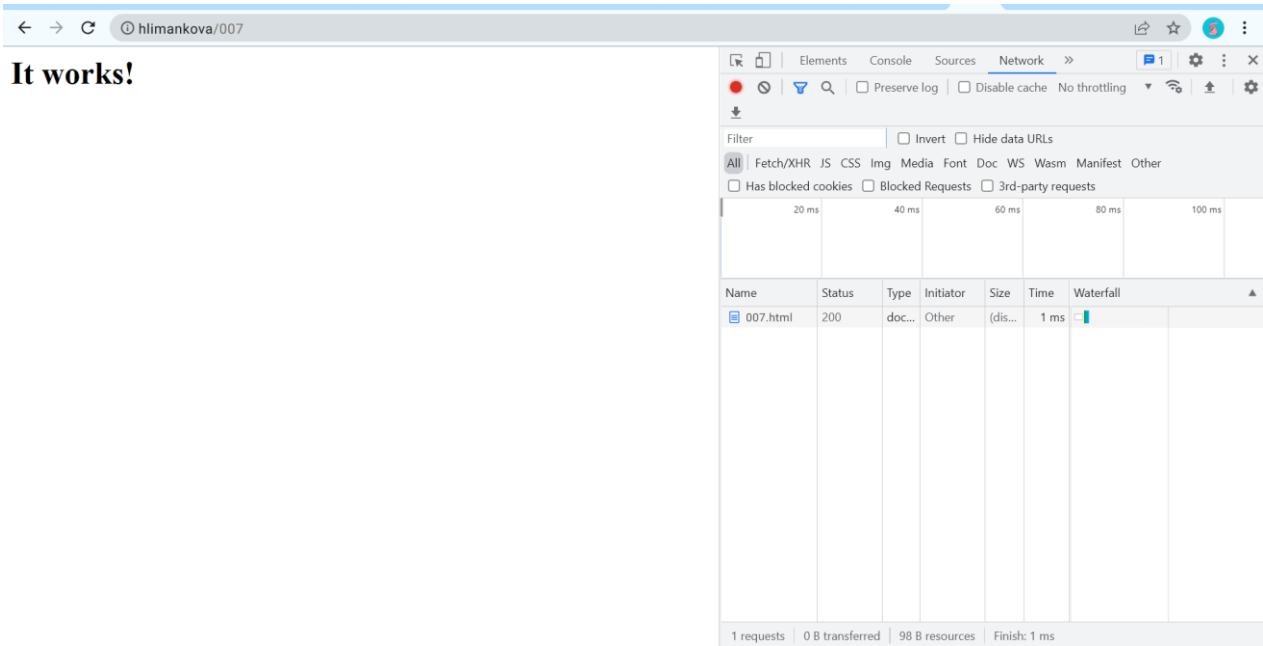 hlimankova/007
It works!
Elements Console Sources Network 1
Preserve log Disable cache No throttling
Filter Invert Hide data URLs
All Fetch/XHR JS CSS Img Media Font Doc WS Wasm Manifest Other
Has blocked cookies Blocked Requests 3rd-party requests
20 ms 40 ms 60 ms 80 ms 100 ms
Name Status Type Initiator Size Time Waterfall
007.html 200 doc... Other (dis... 1 ms
1 requests 0 B transferred 98 B resources Finish: 1 ms